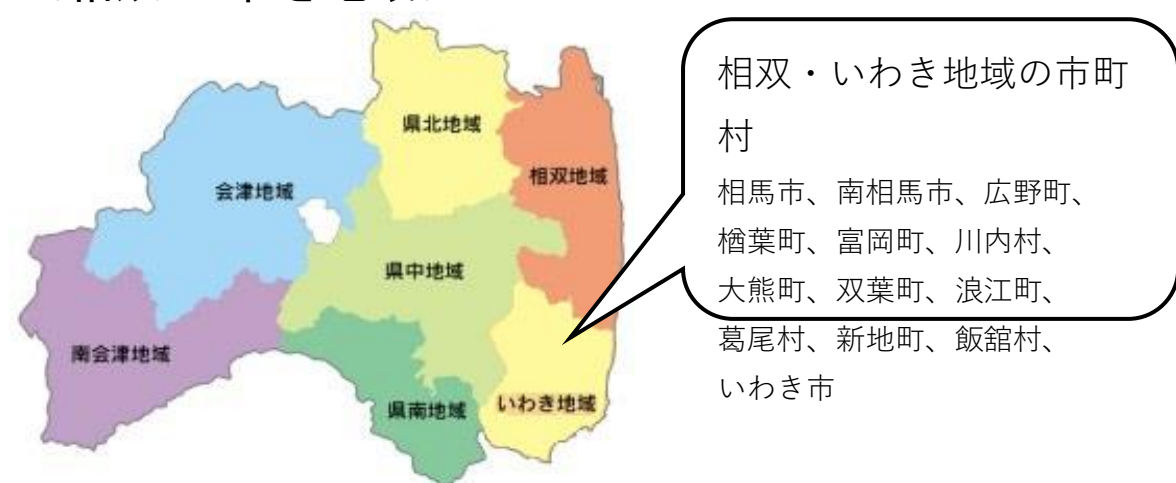 県北地域
相双地域
会津地域
県中地域
南会津地域
県南地域
いわき地域
相双・いわき地域の市町
村
相馬市、南相馬市、広野町、
楢葉町、富岡町、川内村、
大熊町、双葉町、浪江町、
葛尾村、新地町、飯舘村、
いわき市